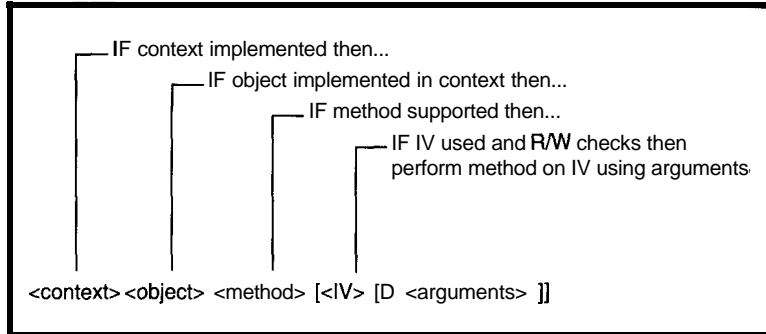 IF context implemented then...
IF object implemented in context then...
IF method supported then...
IF IV used and R/W checks then
perform method on IV using arguments
<context> <object> <method> [<IV> [D <arguments> ]]